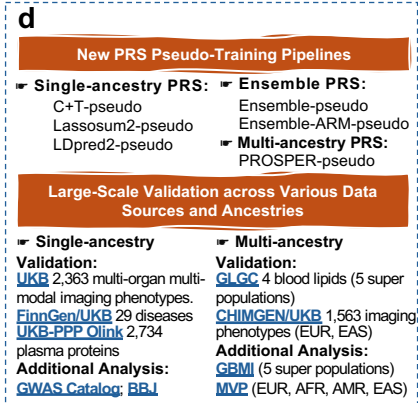 d
New PRS Pseudo-Training Pipelines
☛ Single-ancestry PRS:
C+T-pseudo
Lassosum2-pseudo
LDpred2-pseudo
☛ Ensemble PRS:
Ensemble-pseudo
Ensemble-ARM-pseudo
☛ Multi-ancestry PRS:
PROSPER-pseudo
Large-Scale Validation across Various Data
Sources and Ancestries
☛ Single-ancestry
Validation:
UKB 2,363 multi-organ multi-
modal imaging phenotypes.
FinnGen/UKB 29 diseases
UKB-PPP Olink 2,734
plasma proteins
Additional Analysis:
GWAS Catalog; BBJ
☛ Multi-ancestry
Validation:
GLGC 4 blood lipids (5 super
populations)
CHIMGEN/UKB 1,563 imaging
phenotypes (EUR, EAS)
Additional Analysis:
GBMI (5 super populations)
MVP (EUR, AFR, AMR, EAS)